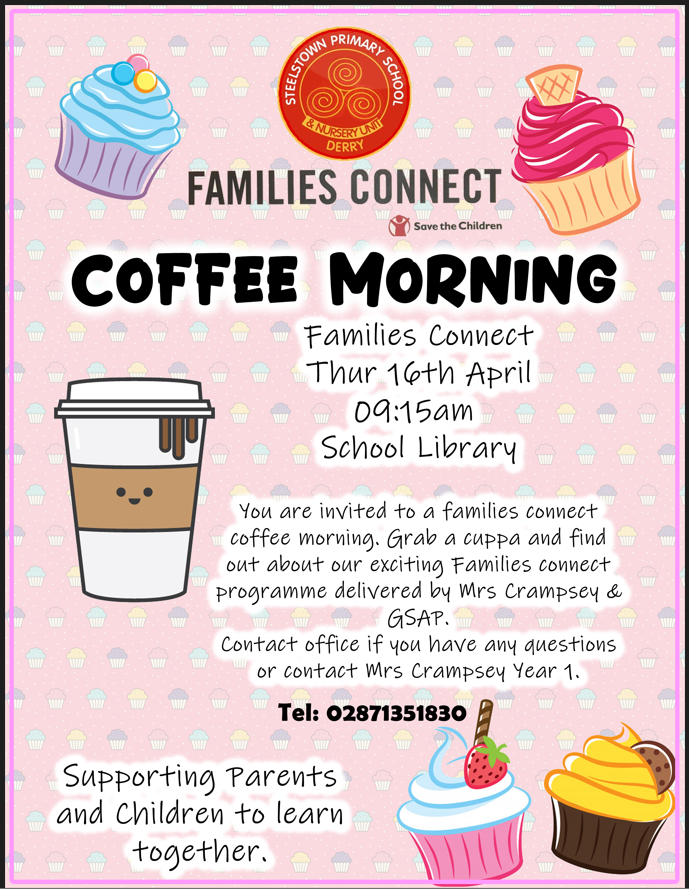 STEELSTOWN PRIMARY SCHOOL
& NURSERY UNIT
DERRY
FAMILIES CONNECT
Save the Children
COFFEE MORNING
Families Connect
Thur 16th April
09:15am
School Library
You are invited to a families connect
coffee morning. Grab a cuppa and find
out about our exciting Families connect
programme delivered by Mrs Crampsey &
GSAP.
Contact office if you have any questions
or contact Mrs Crampsey Year 1.
Tel: 02871351830
Supporting Parents
and Children to learn
together.